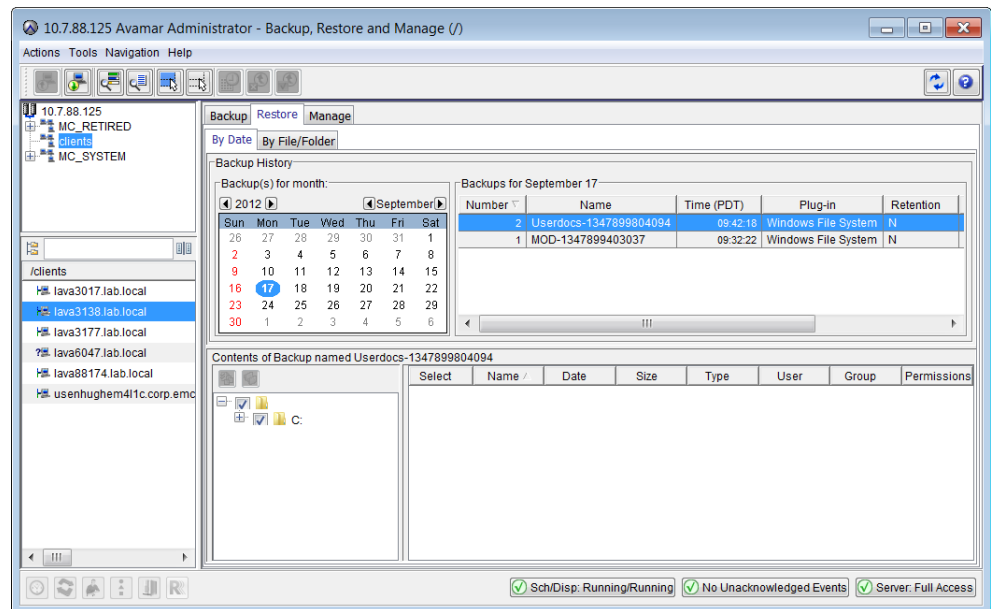 10.7.88.125 Avamar Administrator - Backup, Restore and Manage (/)
Actions Tools Navigation Help
10.7.88.125
MC_RETIRED
clients
MC_SYSTEM
/clients
lava3017.lab.local
lava3138.lab.local
lava3177.lab.local
?lava6047.lab.local
lava88174.lab.local
usenhughem4l1c.corp.emc
Backup Restore Manage
By Date By File/Folder
Backup History
Backup(s) for month:
2012 September
Sun Mon Tue Wed Thu Fri Sat
26 27 28 29 30 31 1
2 3 4 5 6 7 8
9 10 11 12 13 14 15
16 17 18 19 20 21 22
23 24 25 26 27 28 29
30 1 2 3 4 5 6
Backups for September 17
Number Name Time (PDT) Plug-in Retention
2 Userdocs-1347899804094 09:42:18 Windows File System N
1 MOD-1347899403037 09:32:22 Windows File System N
Contents of Backup named Userdocs-1347899804094
C:
Select Name / Date Size Type User Group Permissions
Sch/Disp: Running/Running No Unacknowledged Events Server: Full Access